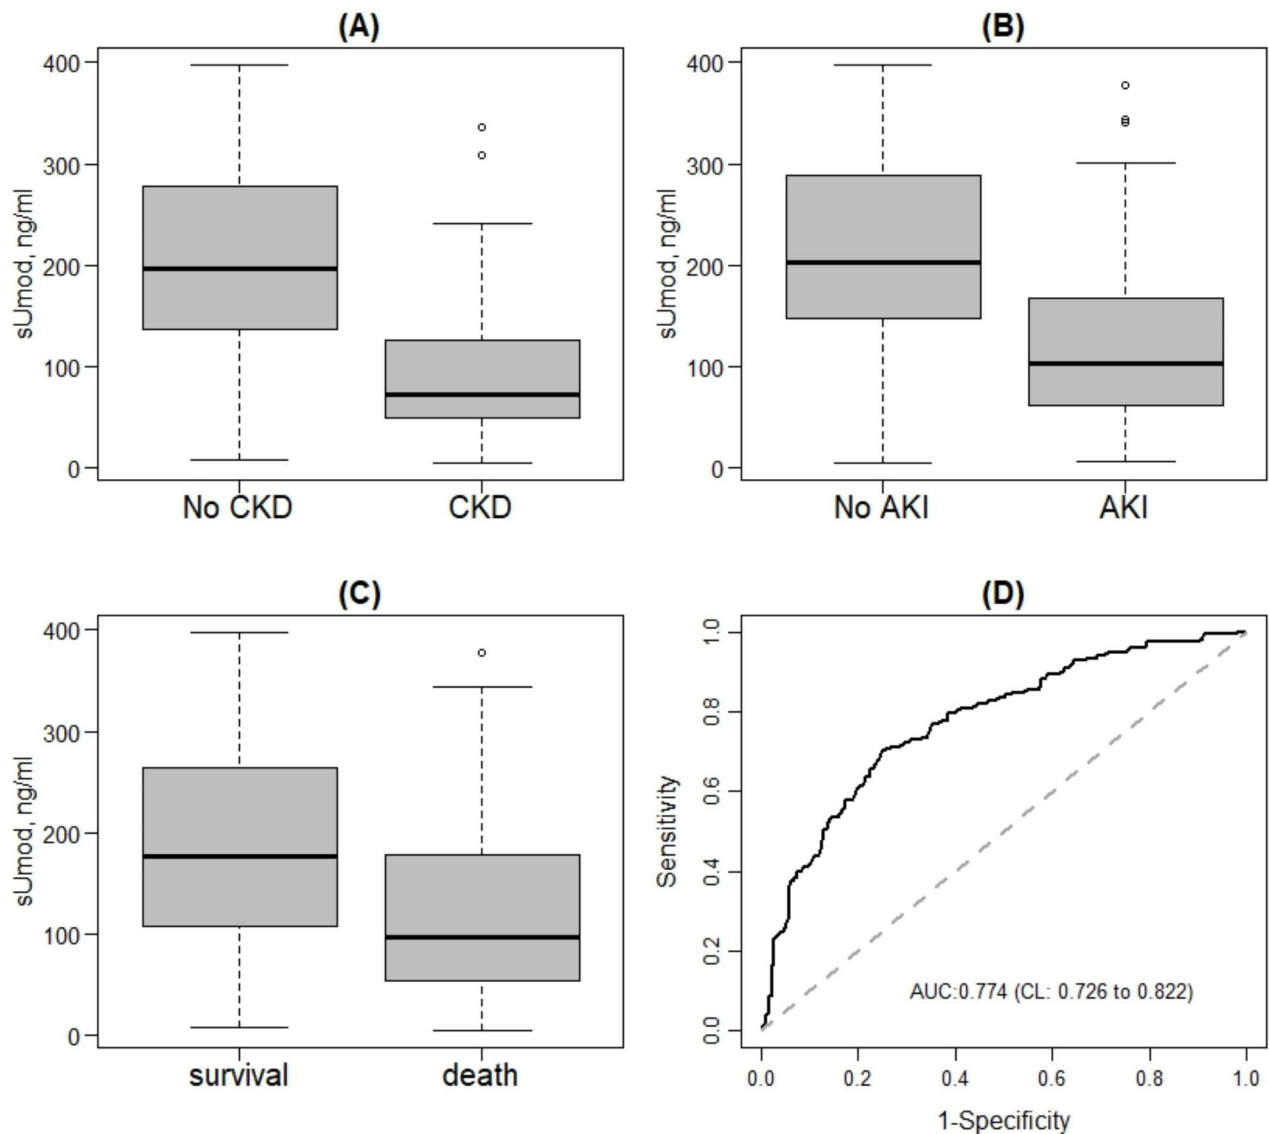 (A)
sUmod, ng/ml
400
300
200
100
0
No CKD CKD
(B)
sUmod, ng/ml
400
300
200
100
0
No AKI AKI
(C)
sUmod, ng/ml
400
300
200
100
0
survival death
(D)
Sensitivity
1.0
0.8
0.6
0.4
0.2
0.0
AUC:0.774 (CL: 0.726 to 0.822)
0.0 0.2 0.4 0.6 0.8 1.0
1-Specificity